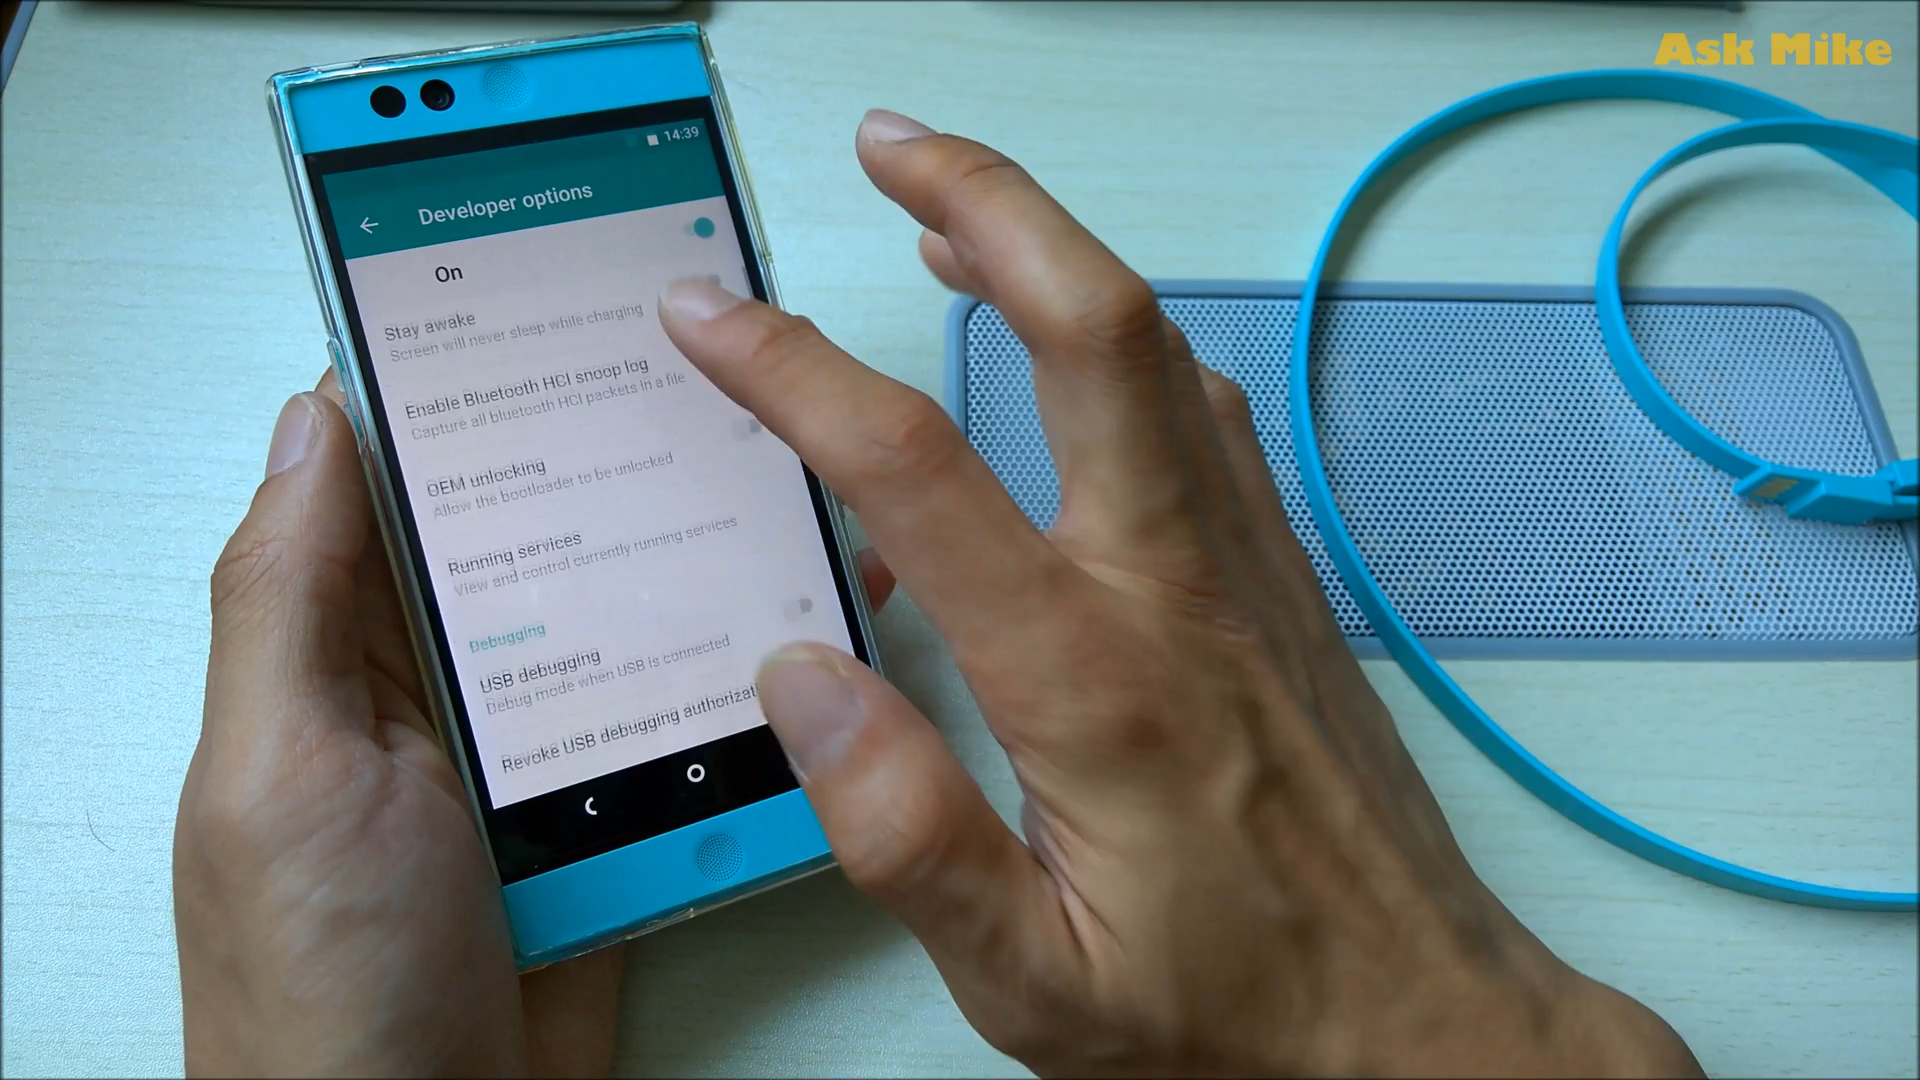 Ask Mike
14:39
Developer options
On
Stay awake
Screen will never sleep while charging
Enable Bluetooth HCI snoop log
Capture all bluetooth HCI packets in a file
OEM unlocking
Allow the bootloader to be unlocked
Running services
View and control currently running services
Debugging
USB debugging
Debug mode when USB is connected
Revoke USB debugging